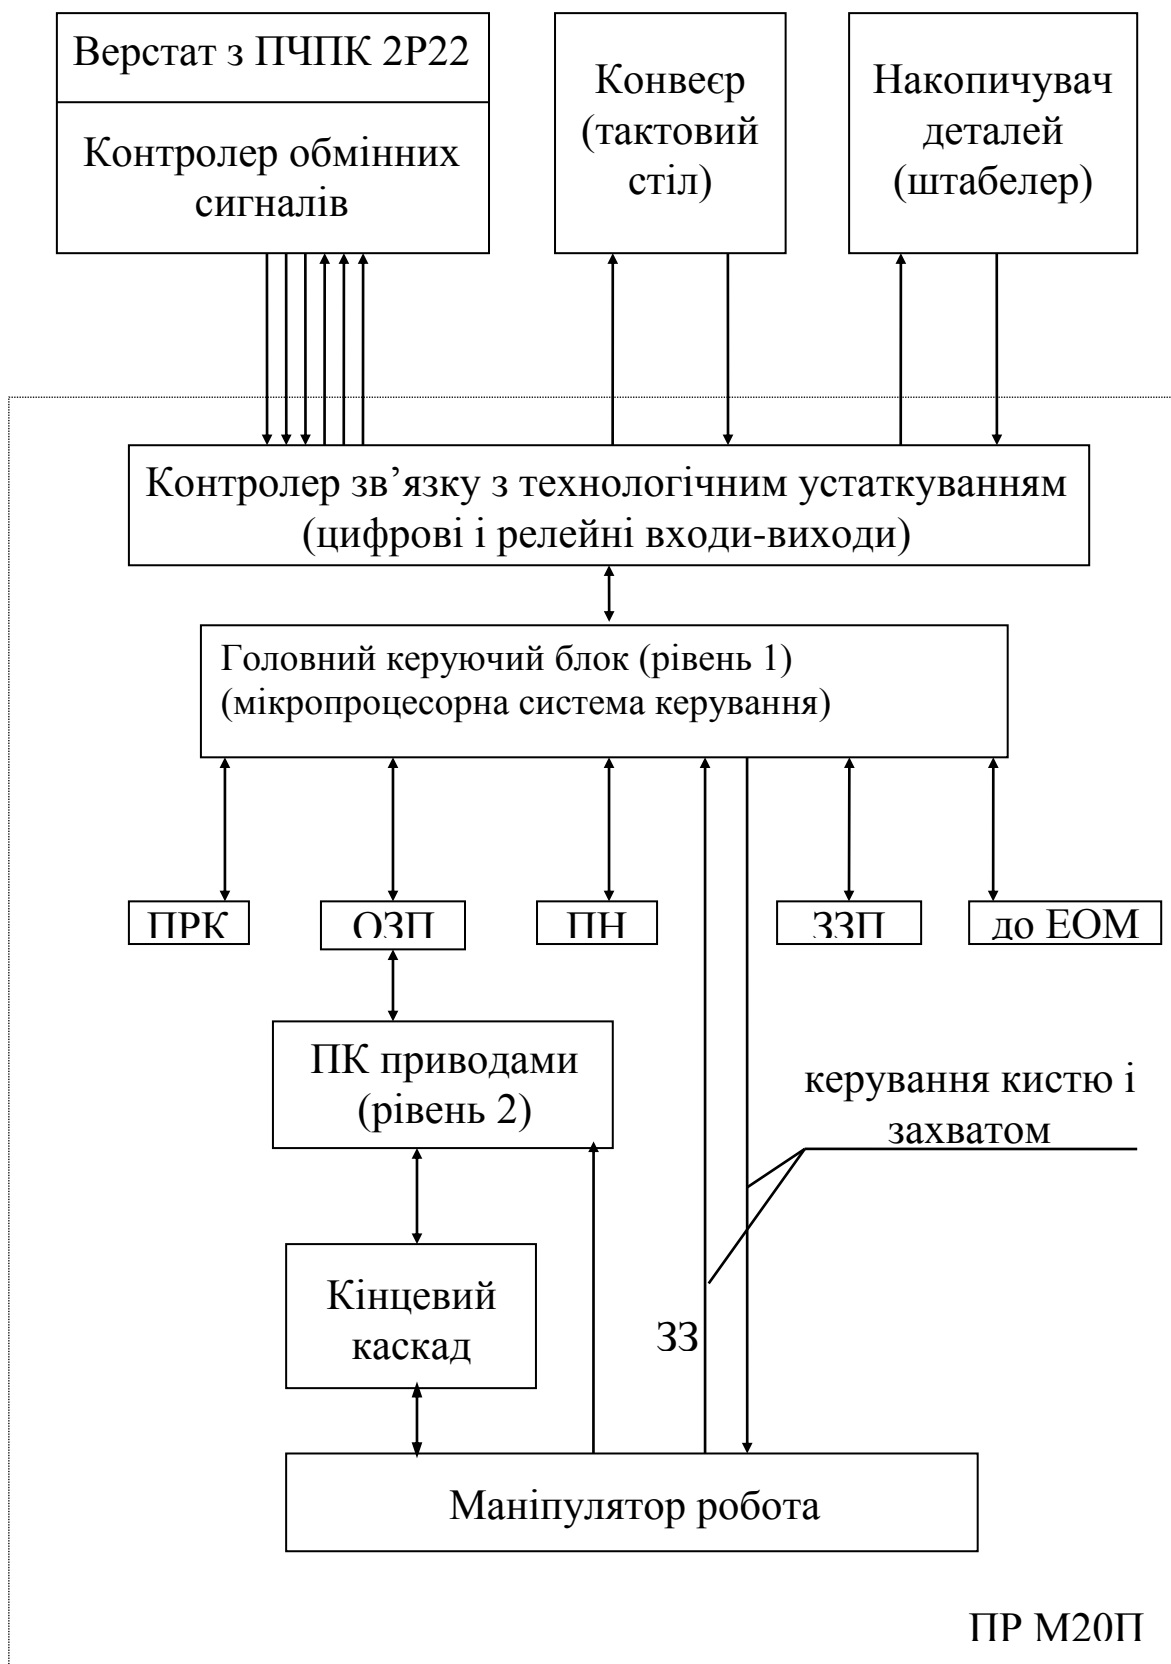 Верстат з ПЧПК 2Р22
Контролер обмінних
сигналів
Конвеєр
(тактовий
стіл)
Накопичувач
деталей
(штабелер)
Контролер зв’язку з технологічним устаткуванням
(цифрові і релейні входи-виходи)
Головний керуючий блок (рівень 1)
(мікропроцесорна система керування)
ПРК
ОЗП
ПН
ЗЗП
до ЕОМ
ПК приводами
(рівень 2)
керування кистю і
захватом
Кінцевий
каскад
ЗЗ
Маніпулятор робота
ПР М20П